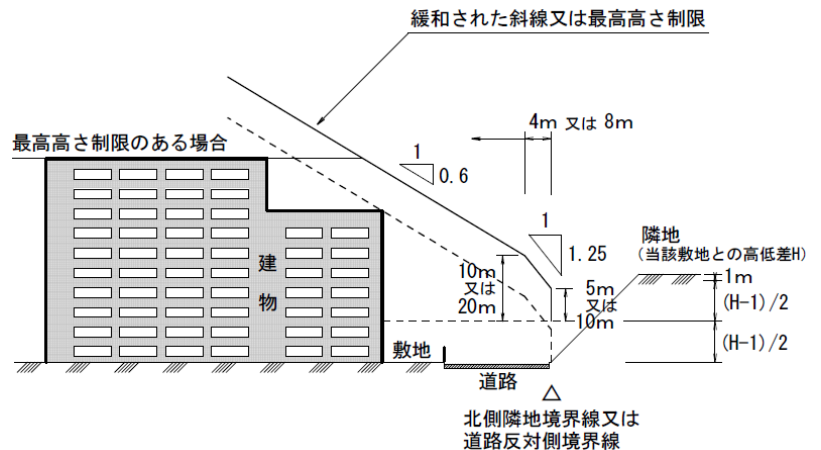 緩和された斜線又は最高高さ制限
4m 又は 8m
最高高さ制限のある場合
1
0.6
1
1.25
隣地
(当該敷地との高低差H)
1m
10m
又は
20m
5m
又は
10m
(H-1)/2
(H-1)/2
建
物
敷地
道路
北側隣地境界線又は
道路反対側境界線